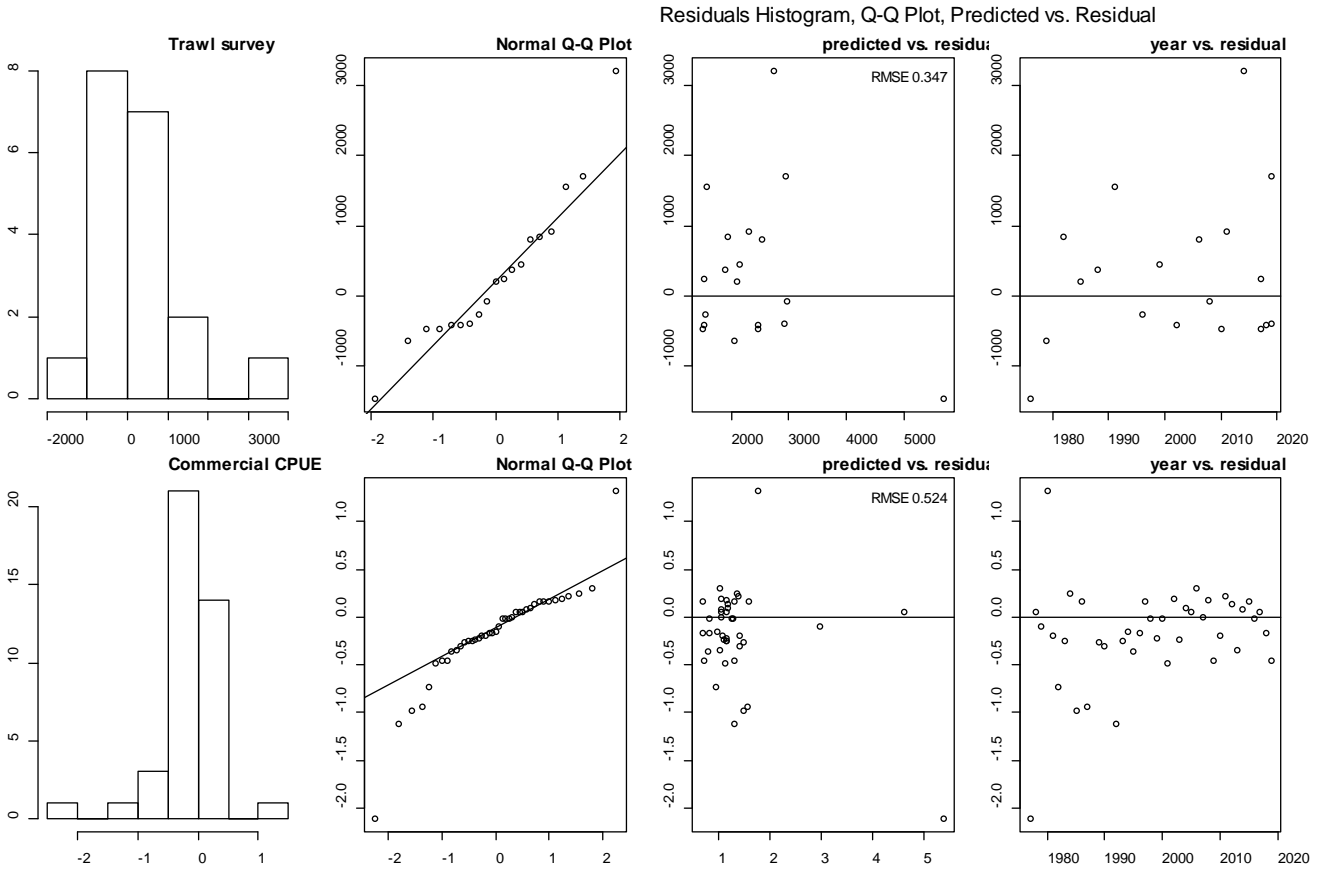 Residuals Histogram, Q-Q Plot, Predicted vs. Residual
Trawl survey
Normal Q-Q Plot
predicted vs. residua
year vs. residual
8
6
4
2
0
-2000 0 1000 3000
3000
2000
1000
0
-1000
-2 -1 0 1 2
RMSE 0.347
3000
2000
1000
0
-1000
2000 3000 4000 5000
3000
2000
1000
0
-1000
1980 1990 2000 2010 2020
Commercial CPUE
Normal Q-Q Plot
predicted vs. residua
year vs. residual
20
15
10
5
0
-2 -1 0 1
1.0
0.5
0.0
-0.5
-1.0
-1.5
-2.0
-2 -1 0 1 2
RMSE 0.524
1.0
0.5
0.0
-0.5
-1.0
-1.5
-2.0
1 2 3 4 5
1.0
0.5
0.0
-0.5
-1.0
-1.5
-2.0
1980 1990 2000 2010 2020